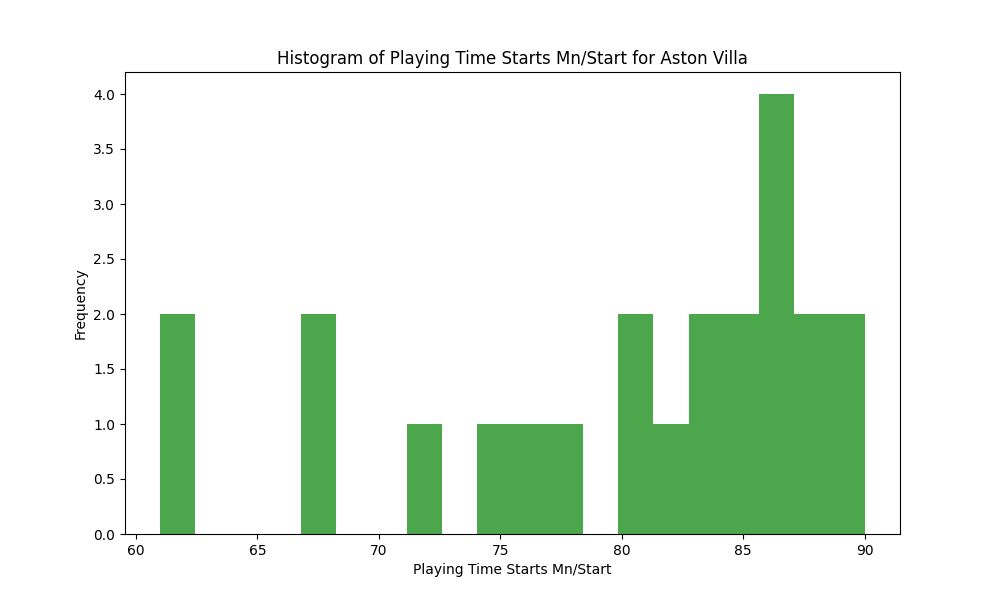 Histogram of Playing Time Starts Mn/Start for Aston Villa
4.0
3.5
3.0
2.5
2.0
1.5
1.0
0.5
0.0
Frequency
60 65 70 75 80 85 90
Playing Time Starts Mn/Start